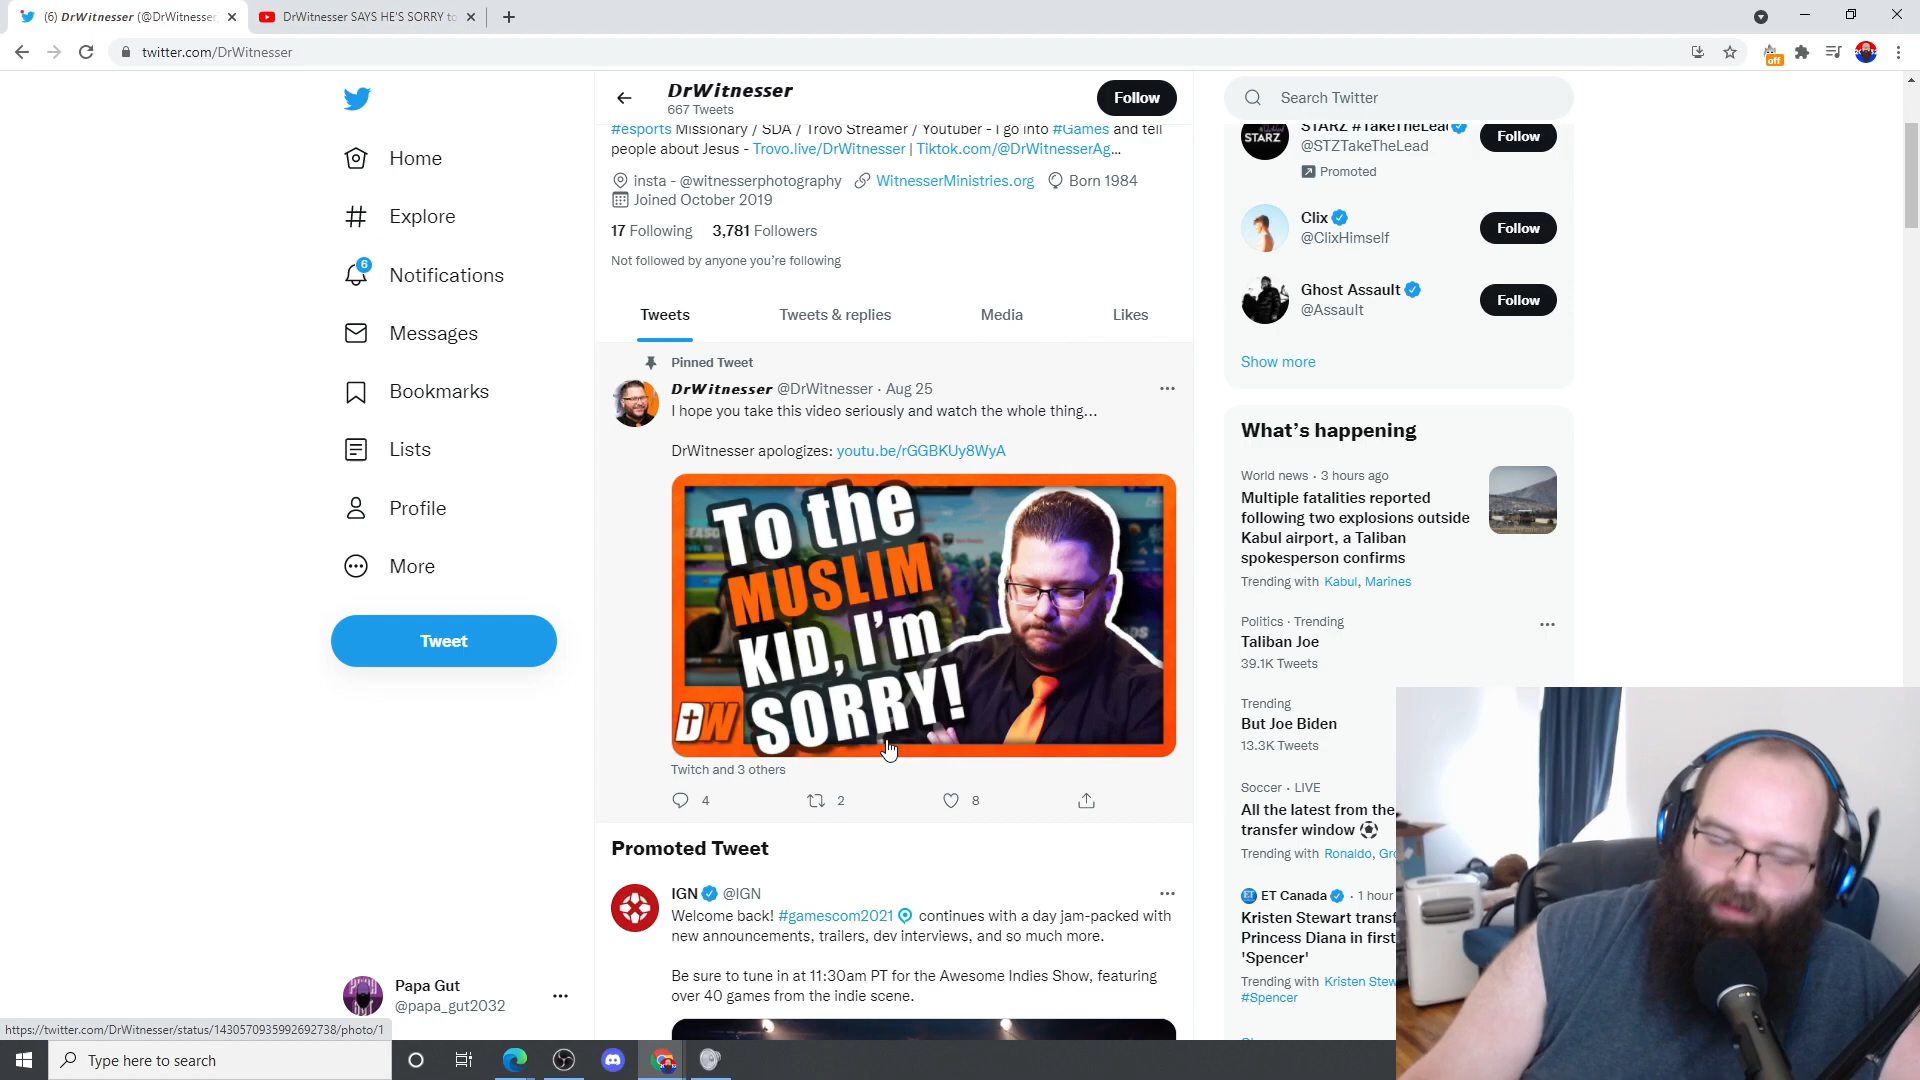 (6) DrWitnesser (@DrWitnesser
DrWitnesser SAYS HE'S SORRY to
twitter.com/DrWitnesser
off
Home
Explore
6
Notifications
Messages
Bookmarks
Lists
Profile
More
Tweet
Papa Gut
@papa_gut2032
https://twitter.com/DrWitnesser/status/1430570935992692738/photo/1
DrWitnesser
667 Tweets
Follow
#esports Missionary / SDA / Trovo Streamer / Youtuber - I go into #Games and tell
people about Jesus - Trovo.live/DrWitnesser | Tiktok.com/@DrWitnesserAg…
insta - @witnesserphotography WitnesserMinistries.org Born 1984
Joined October 2019
17 Following 3,781 Followers
Not followed by anyone you're following
Tweets Tweets & replies Media Likes
Pinned Tweet
DrWitnesser @DrWitnesser · Aug 25
I hope you take this video seriously and watch the whole thing...
DrWitnesser apologizes: youtu.be/rGGBKUy8WyA
To the
MUSLIM
KID, I'm
SORRY!
DW
Twitch and 3 others
4 2 8
Promoted Tweet
IGN @IGN
Welcome back! #gamescom2021 continues with a day jam-packed with
new announcements, trailers, dev interviews, and so much more.
Be sure to tune in at 11:30am PT for the Awesome Indies Show, featuring
over 40 games from the indie scene.
Search Twitter
STARZ #TakeTheLead
@STZTakeTheLead
Follow
Promoted
STARZ
Clix
@ClixHimself
Follow
Ghost Assault
@Assault
Follow
Show more
What's happening
World news · 3 hours ago
Multiple fatalities reported
following two explosions outside
Kabul airport, a Taliban
spokesperson confirms
Trending with Kabul, Marines
Politics · Trending
Taliban Joe
39.1K Tweets
Trending
But Joe Biden
13.3K Tweets
Soccer · LIVE
All the latest from the
transfer window
Trending with Ronaldo, Gr
ET Canada · 1 hour
Kristen Stewart transf
Princess Diana in first
'Spencer'
Trending with Kristen Stew
#Spencer
Type here to search